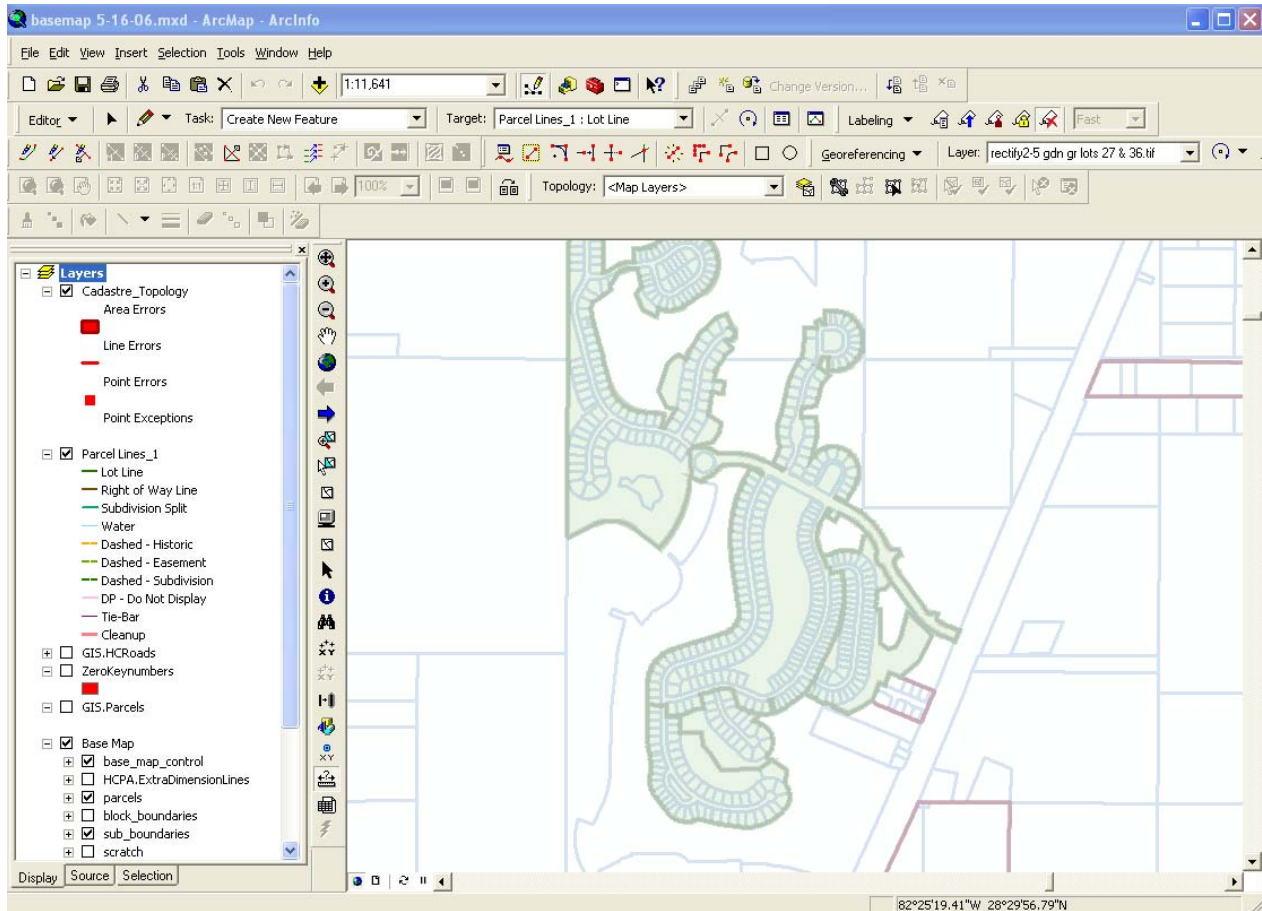 basemap 5-16-06.mxd - ArcMap - ArcInfo
File Edit View Insert Selection Tools Window Help
1:11,641 Change Version...
Editor Task: Create New Feature Target: Parcel Lines_1 : Lot Line Labeling Fast
Georeferencing Layer: rectify2-5 gdn gr lots 27 & 36.tif
100% Topology: <Map Layers>
Layers
Cadastre_Topology
Area Errors
Line Errors
Point Errors
Point Exceptions
Parcel Lines_1
Lot Line
Right of Way Line
Subdivision Split
Water
Dashed - Historic
Dashed - Easement
Dashed - Subdivision
DP - Do Not Display
Tie-Bar
Cleanup
GIS.HCRoads
ZeroKeynumbers
GIS.Parcels
Base Map
base_map_control
HCPA.ExtraDimensionLines
parcels
block_boundaries
sub_boundaries
scratch
Display Source Selection
82°25'19.41"W 28°29'56.79"N